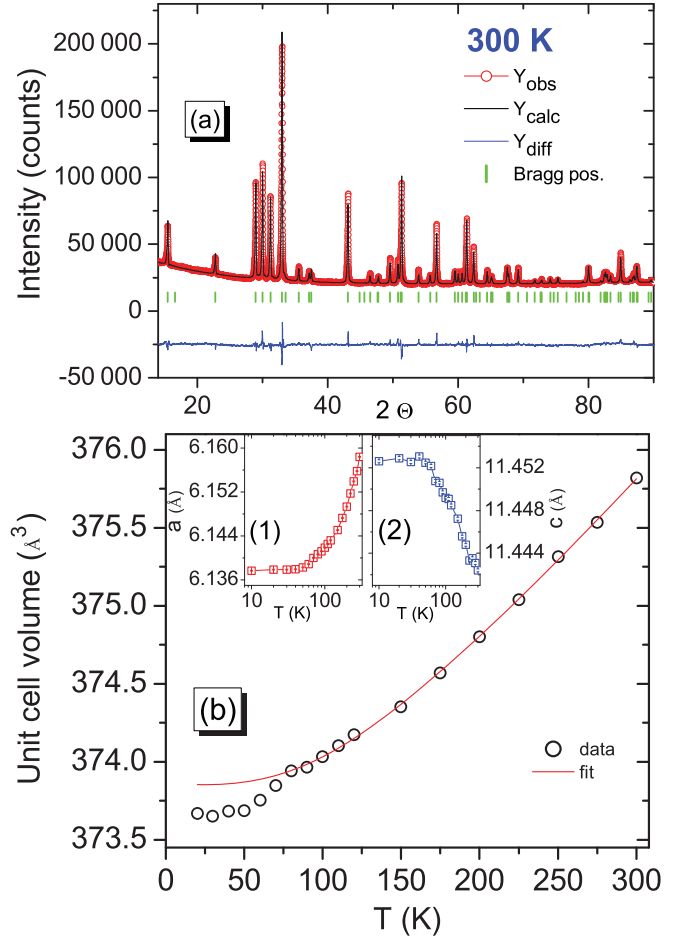 200 000
150 000
100 000
50 000
0
-50 000
Intensity (counts)
(a)
300 K
Y_obs
Y_calc
Y_diff
Bragg pos.
20 40 60 80
2 Θ
376.0
375.5
375.0
374.5
374.0
373.5
Unit cell volume (Å³)
6.160
6.152
6.144
6.136
a (Å)
(1)
10 100
T (K)
(2)
10 100
T (K)
11.452
11.448
11.444
c (Å)
(b)
data
fit
0 50 100 150 200 250 300
T (K)